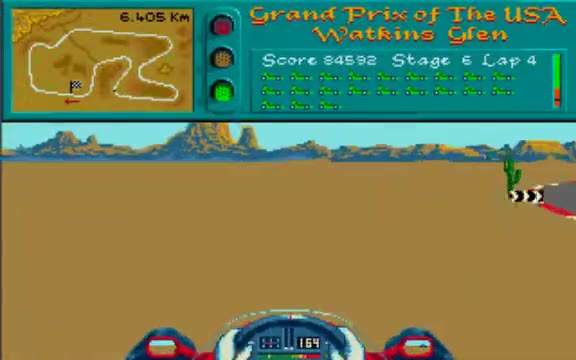 6.405 Km
Grand Prix of The USA
Watkins Glen
Score 84592 Stage 6 Lap 4
164